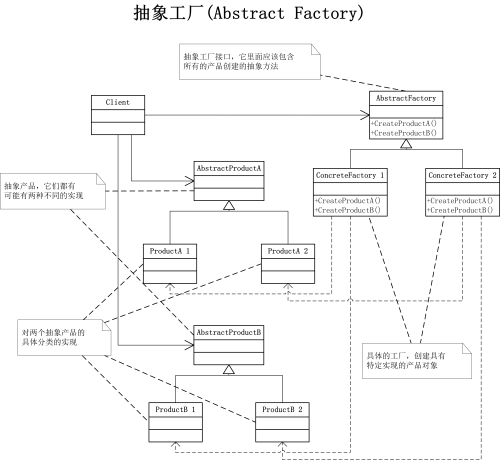 抽象工厂(Abstract Factory)
抽象工厂接口，它里面应该包含
所有的产品创建的抽象方法
Client
AbstractFactory
+CreateProductA()
+CreateProductB()
AbstractProductA
ConcreteFactory 1
+CreateProductA()
+CreateProductB()
ConcreteFactory 2
+CreateProductA()
+CreateProductB()
抽象产品，它们都有
可能有两种不同的实现
ProductA 1
ProductA 2
对两个抽象产品的
具体分类的实现
AbstractProductB
具体的工厂，创建具有
特定实现的产品对象
ProductB 1
ProductB 2